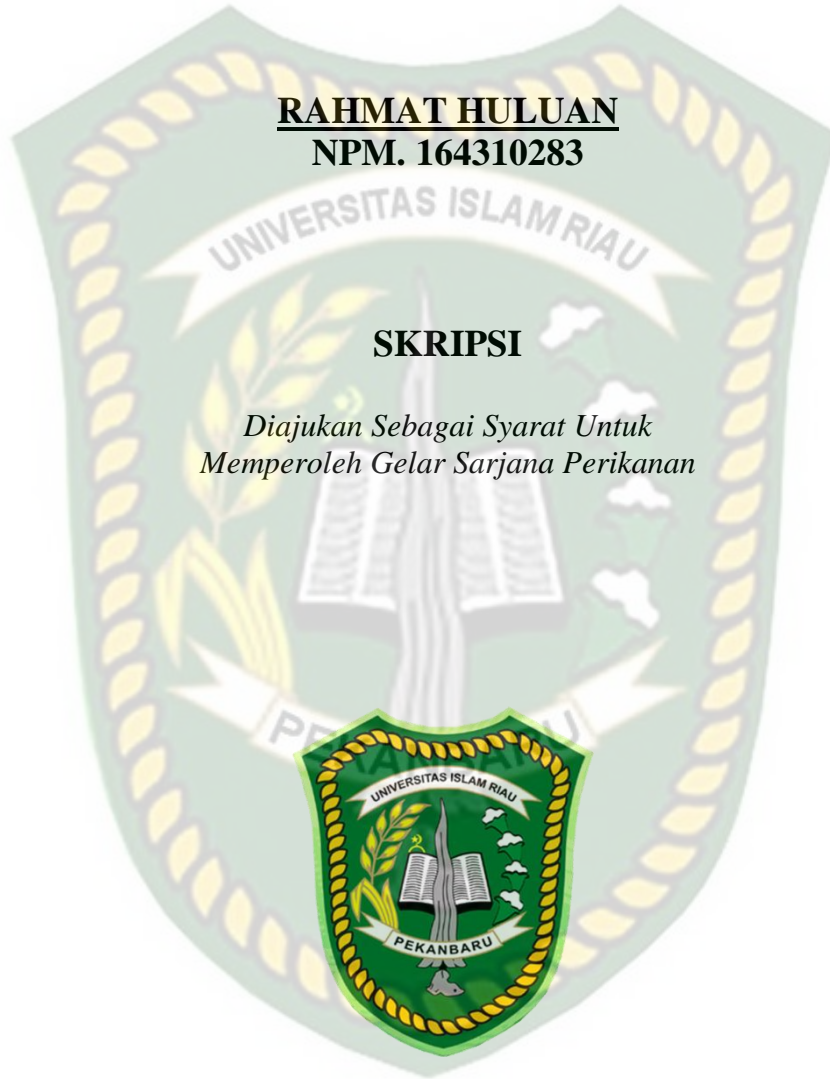 RAHMAT HULUAN
NPM. 164310283
UNIVERSITAS ISLAM RIAU
SKRIPSI
Diajukan Sebagai Syarat Untuk
Memperoleh Gelar Sarjana Perikanan
PEKANBARU
UNIVERSITAS ISLAM RIAU
PEKANBARU